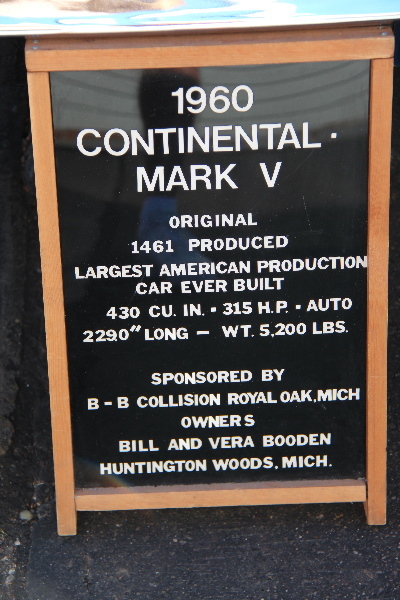 1960
CONTINENTAL ·
MARK V
ORIGINAL
1461 PRODUCED
LARGEST AMERICAN PRODUCTION
CAR EVER BUILT
430 CU. IN. · 315 H.P. · AUTO
2290" LONG – WT. 5,200 LBS.
SPONSORED BY
B - B COLLISION ROYAL OAK, MICH
OWNERS
BILL AND VERA BOODEN
HUNTINGTON WOODS, MICH.